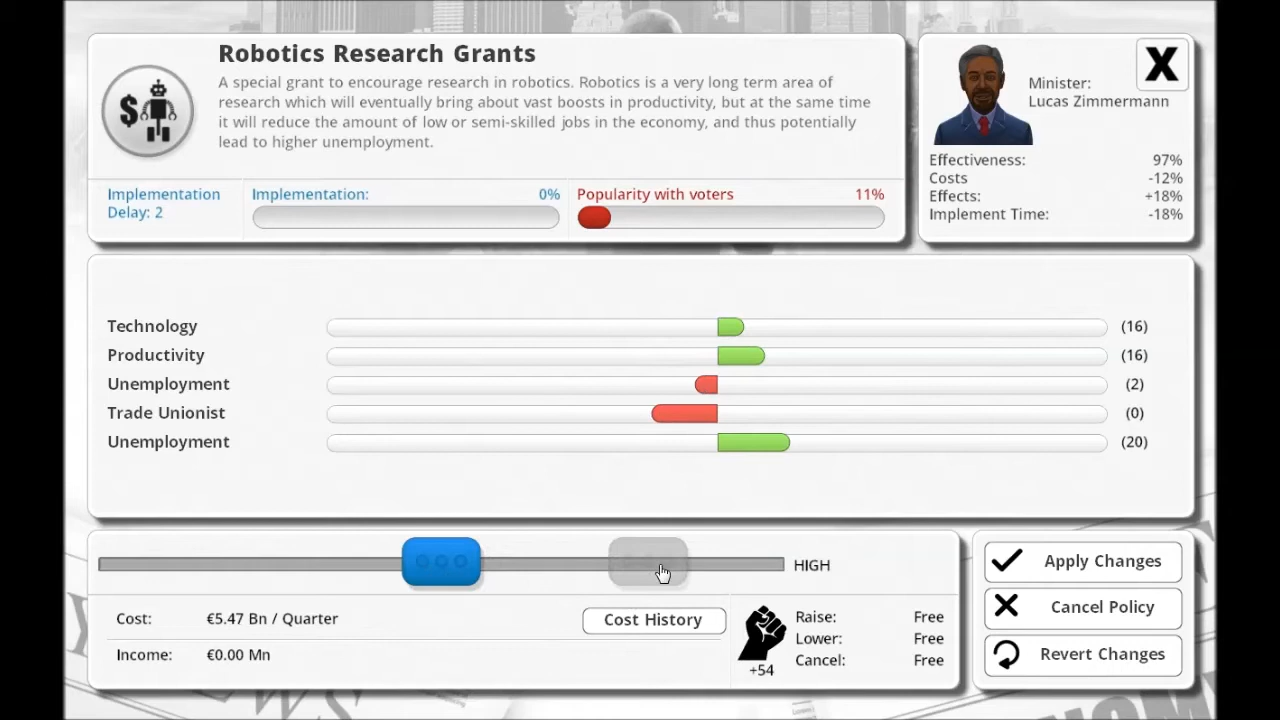 Robotics Research Grants
A special grant to encourage research in robotics. Robotics is a very long term area of
research which will eventually bring about vast boosts in productivity, but at the same time
it will reduce the amount of low or semi-skilled jobs in the economy, and thus potentially
lead to higher unemployment.
Implementation
Delay: 2
Implementation: 0%
Popularity with voters 11%
Minister:
Lucas Zimmermann
X
Effectiveness: 97%
Costs -12%
Effects: +18%
Implement Time: -18%
Technology (16)
Productivity (16)
Unemployment (2)
Trade Unionist (0)
Unemployment (20)
HIGH
Cost: €5.47 Bn / Quarter
Income: €0.00 Mn
Cost History
+54
Raise: Free
Lower: Free
Cancel: Free
Apply Changes
Cancel Policy
Revert Changes